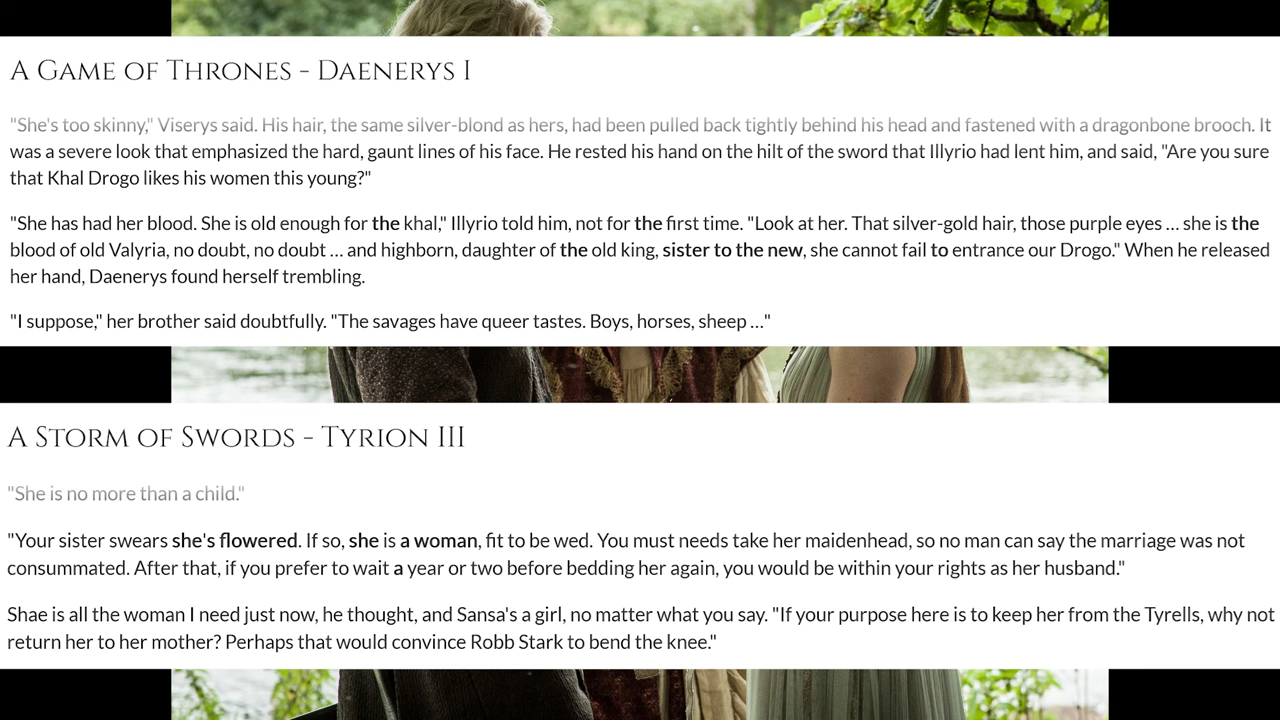 A Game of Thrones - Daenerys I
"She's too skinny," Viserys said. His hair, the same silver-blond as hers, had been pulled back tightly behind his head and fastened with a dragonbone brooch. It
was a severe look that emphasized the hard, gaunt lines of his face. He rested his hand on the hilt of the sword that Illyrio had lent him, and said, "Are you sure
that Khal Drogo likes his women this young?"
"She has had her blood. She is old enough for the khal," Illyrio told him, not for the first time. "Look at her. That silver-gold hair, those purple eyes ... she is the
blood of old Valyria, no doubt, no doubt ... and highborn, daughter of the old king, sister to the new, she cannot fail to entrance our Drogo." When he released
her hand, Daenerys found herself trembling.
"I suppose," her brother said doubtfully. "The savages have queer tastes. Boys, horses, sheep ..."
A Storm of Swords - Tyrion III
"She is no more than a child."
"Your sister swears she's flowered. If so, she is a woman, fit to be wed. You must needs take her maidenhead, so no man can say the marriage was not
consummated. After that, if you prefer to wait a year or two before bedding her again, you would be within your rights as her husband."
Shae is all the woman I need just now, he thought, and Sansa's a girl, no matter what you say. "If your purpose here is to keep her from the Tyrells, why not
return her to her mother? Perhaps that would convince Robb Stark to bend the knee."